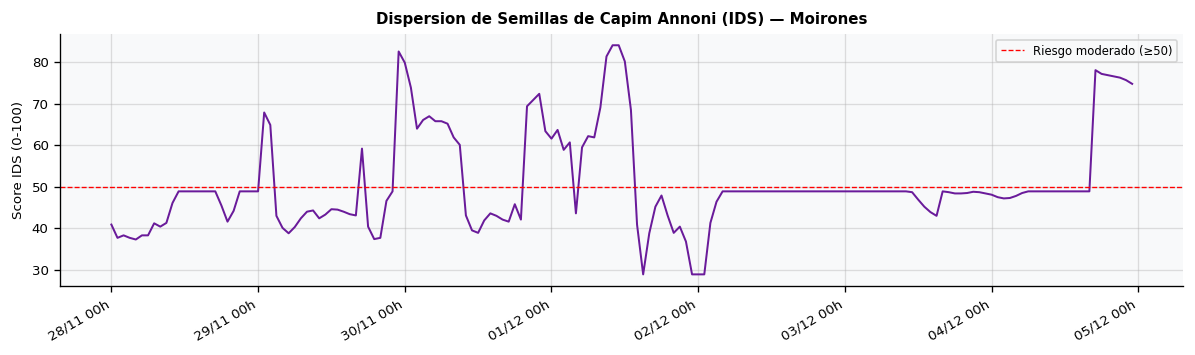 Dispersion de Semillas de Capim Annoni (IDS) — Moirones
Riesgo moderado (≥50)
Score IDS (0-100)
80
70
60
50
40
30
28/11 00h
29/11 00h
30/11 00h
01/12 00h
02/12 00h
03/12 00h
04/12 00h
05/12 00h